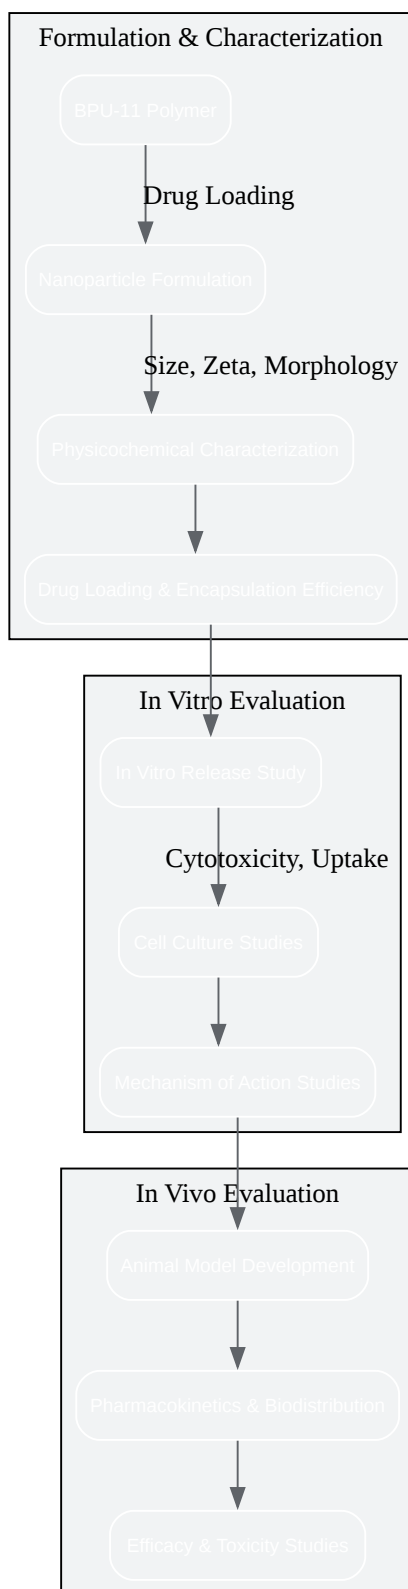 Formulation & Characterization
BPU-11 Polymer
Drug Loading
Nanoparticle Formulation
Size, Zeta, Morphology
Physicochemical Characterization
Drug Loading & Encapsulation Efficiency
In Vitro Evaluation
In Vitro Release Study
Cytotoxicity, Uptake
Cell Culture Studies
Mechanism of Action Studies
In Vivo Evaluation
Animal Model Development
Pharmacokinetics & Biodistribution
Efficacy & Toxicity Studies